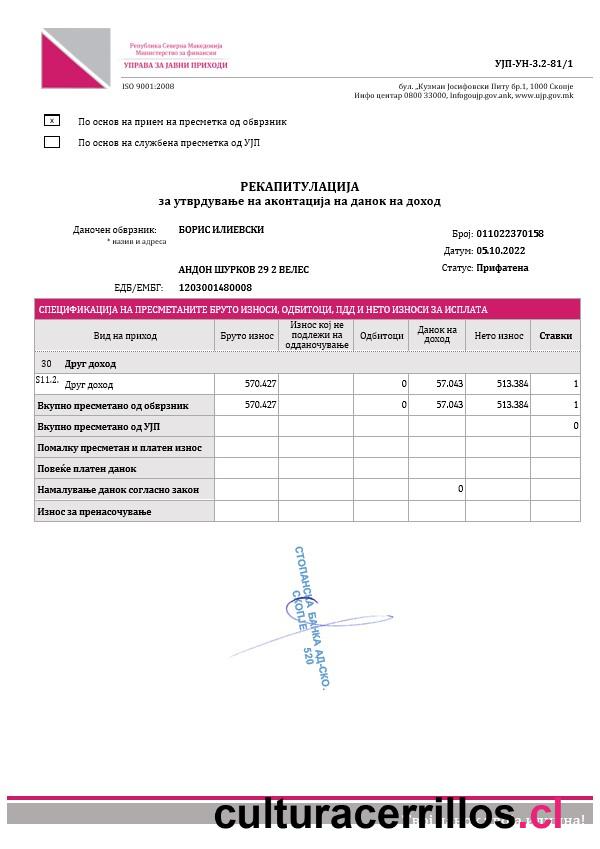 Република Северна Македонија
Министерство за финансии
УПРАВА ЗА ЈАВНИ ПРИХОДИ
УЈП-УН-3.2-81/1
ISO 9001:2008
бул. „Кузман Јосифовски Питу бр.1, 1000 Скопје
Инфо центар 0800 33000, Infogoujp.gov.ank, www.ujp.gov.mk
x По основ на прием на пресметка од обврзник
По основ на службена пресметка од УЈП
РЕКАПИТУЛАЦИЈА
за утврдување на аконтација на данок на доход
Даночен обврзник: БОРИС ИЛИЕВСКИ
* назив и адреса
Број: 011022370158
Датум: 05.10.2022
АНДОН ШУРКОВ 29 2 ВЕЛЕС
Статус: Прифатена
ЕДБ/ЕМБГ: 1203001480008
СПЕЦИФИКАЦИЈА НА ПРЕСМЕТАНИТЕ БРУТО ИЗНОСИ, ОДБИТОЦИ, ПДД И НЕТО ИЗНОСИ ЗА ИСПЛАТА
Вид на приход Бруто износ Износ кој не подлежи на одданочување Одбитоци Данок на доход Нето износ Ставки
30 Друг доход
S11.2. Друг доход 570.427 0 57.043 513.384 1
Вкупно пресметано од обврзник 570.427 0 57.043 513.384 1
Вкупно пресметано од УЈП 0
Помалку пресметан и платен износ
Повеќе платен данок
Намалување данок согласно закон 0
Износ за пренасочување
СТОПАНСКА БАНКА АД-СКО.
СКОПЈЕ 520
culturacerrillos.cl